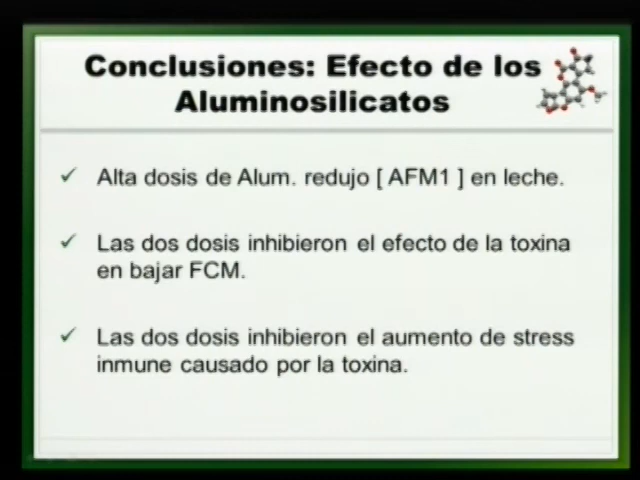 Conclusiones: Efecto de los
Aluminosilicatos
Alta dosis de Alum. redujo [ AFM1 ] en leche.
Las dos dosis inhibieron el efecto de la toxina
en bajar FCM.
Las dos dosis inhibieron el aumento de stress
inmune causado por la toxina.